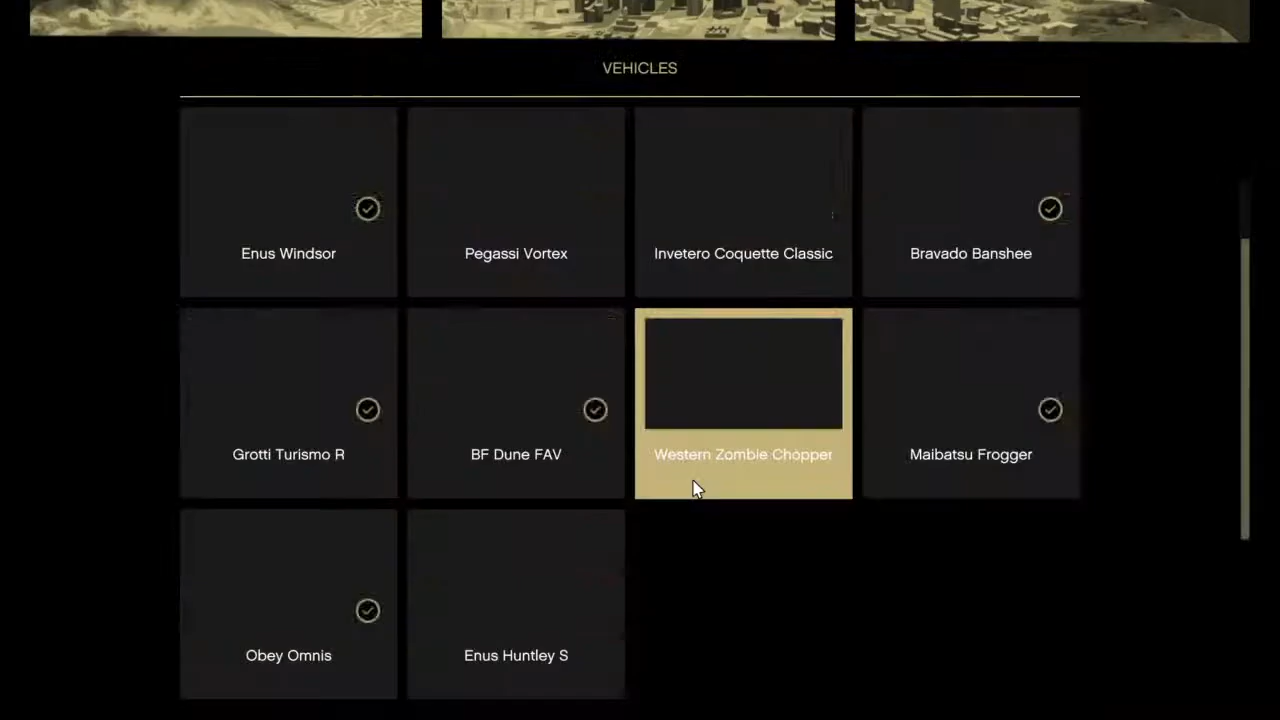 VEHICLES
Enus Windsor
Pegassi Vortex
Invetero Coquette Classic
Bravado Banshee
Grotti Turismo R
BF Dune FAV
Western Zombie Chopper
Maibatsu Frogger
Obey Omnis
Enus Huntley S